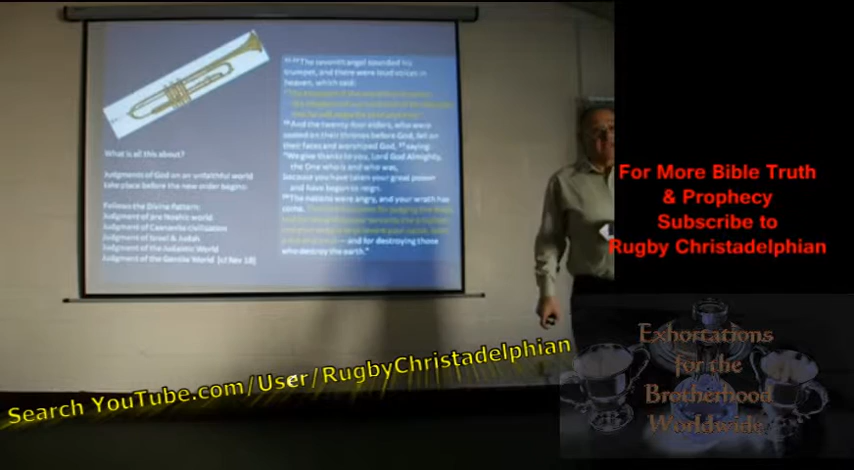 What is all this about?
Judgments of God on an unfaithful world
take place before the new order begins:
Follows the Divine Pattern:
Judgment of pre Noahic world
Judgment of Caananite Civilization
Judgment of Israel & Judah
Judgment of the Judaistic World
Judgment of the Gentile World [cf Rev 18]
The seventh angel sounded his
trumpet, and there were loud voices in
heaven, which said:
And the twenty-four elders, who were
seated on their thrones before God, fell on
their faces and worshiped God, saying:
"We give thanks to you, Lord God Almighty,
the One who is and who was,
because you have taken your great power
and have begun to reign.
The nations were angry, and your wrath has
come.
— and for destroying those
who destroy the earth."
For More Bible Truth
& Prophecy
Subscribe to
Rugby Christadelphian
Exhortations
for the
Brotherhood
Worldwide
Search YouTube.com/User/RugbyChristadelphian